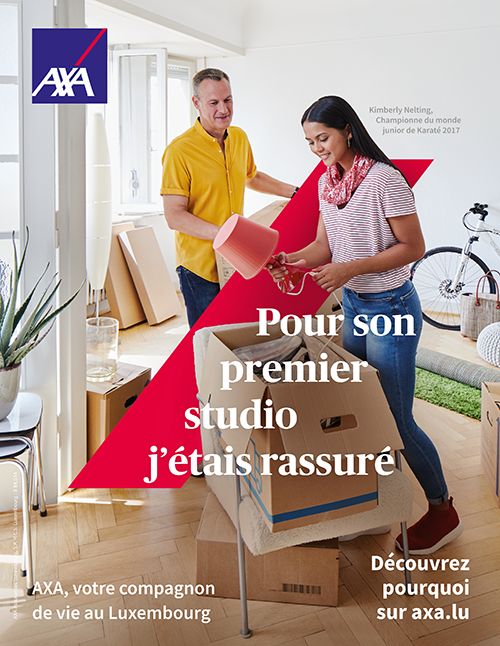 AXA
Kimberly Nelting,
Championne du monde
junior de Karaté 2017
Pour son
premier
studio
j'étais rassuré
AXA, votre compagnon
de vie au Luxembourg
Découvrez
pourquoi
sur axa.lu